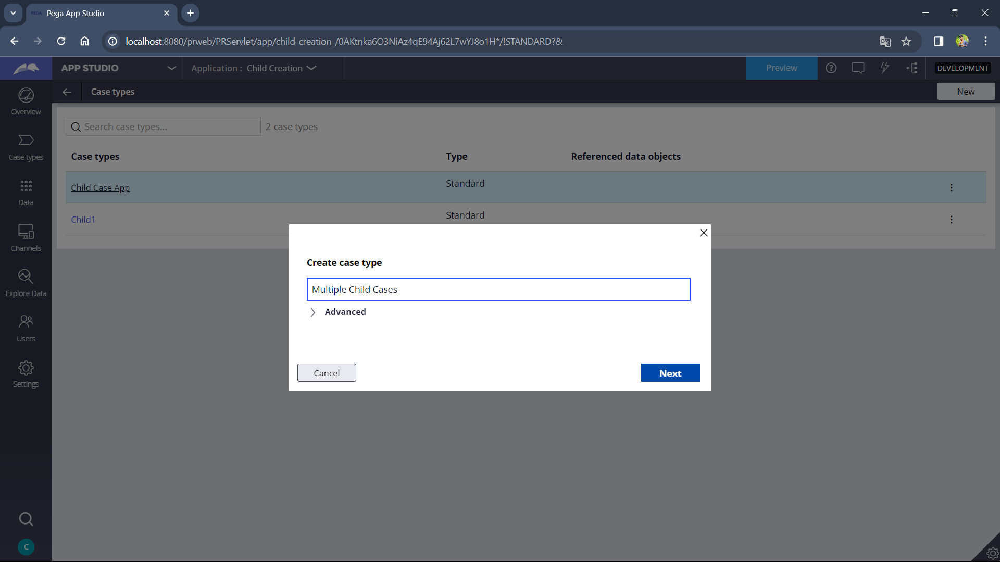 PEGA Pega App Studio
localhost:8080/prweb/PRServlet/app/child-creation_/0AKtnka6O3NiAz4qE94Aj62L7wYJ8o1H*/!STANDARD?&
APP STUDIO Application : Child Creation Preview DEVELOPMENT
Case types New
Overview
Case types
Data
Channels
Explore Data
Users
Settings
C
Search case types... 2 case types
Case types Type Referenced data objects
Child Case App Standard
Child1 Standard
Create case type
Multiple Child Cases
Advanced
Cancel Next